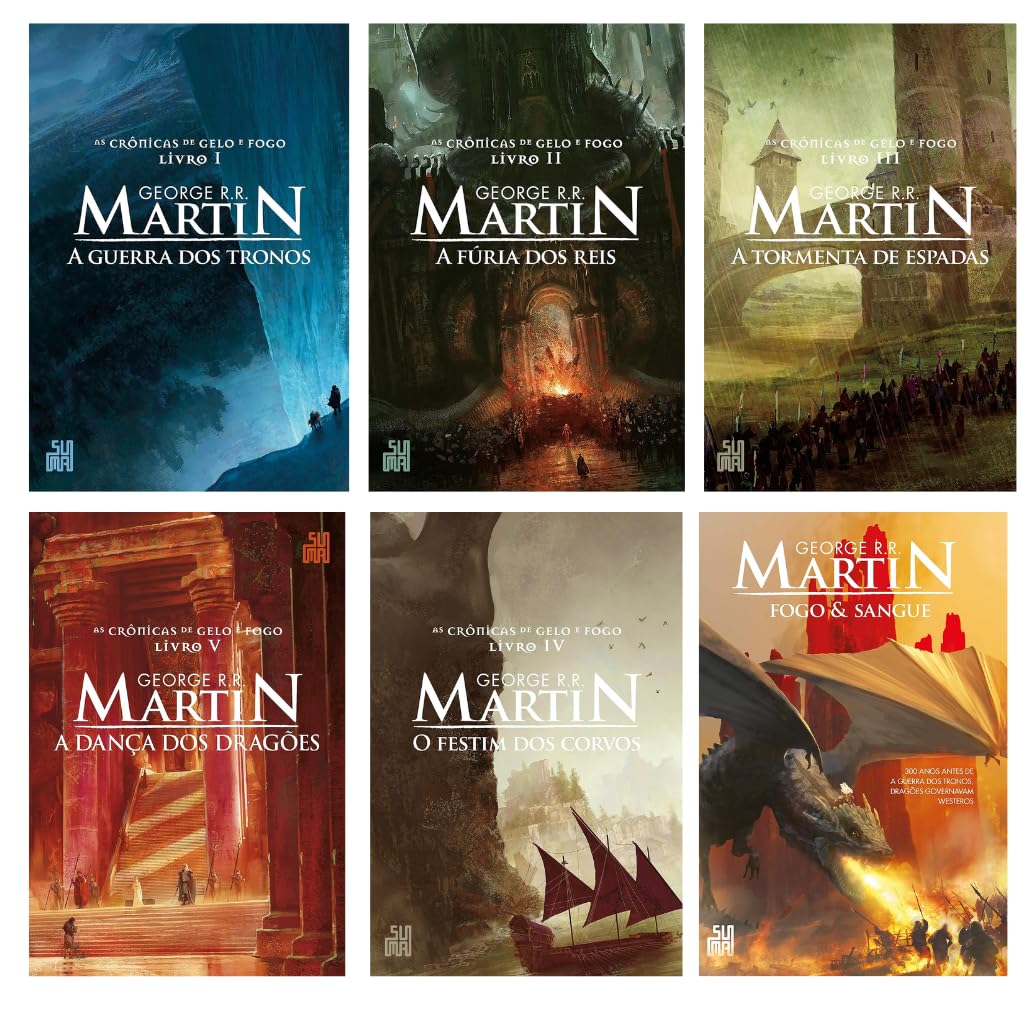 AS CRÔNICAS DE GELO E FOGO
LIVRO I
GEORGE R.R.
MARTIN
A GUERRA DOS TRONOS
SUMA
AS CRÔNICAS DE GELO E FOGO
LIVRO II
GEORGE R.R.
MARTIN
A FÚRIA DOS REIS
SUMA
AS CRÔNICAS DE GELO E FOGO
LIVRO III
GEORGE R.R.
MARTIN
A TORMENTA DE ESPADAS
SUMA
SUMA
AS CRÔNICAS DE GELO E FOGO
LIVRO V
GEORGE R.R.
MARTIN
A DANÇA DOS DRAGÕES
AS CRÔNICAS DE GELO E FOGO
LIVRO IV
GEORGE R.R.
MARTIN
O FESTIM DOS CORVOS
SUMA
GEORGE R.R.
MARTIN
FOGO & SANGUE
300 ANOS ANTES DE
A GUERRA DOS TRONOS,
DRAGÕES GOVERNAVAM
WESTEROS
SUMA